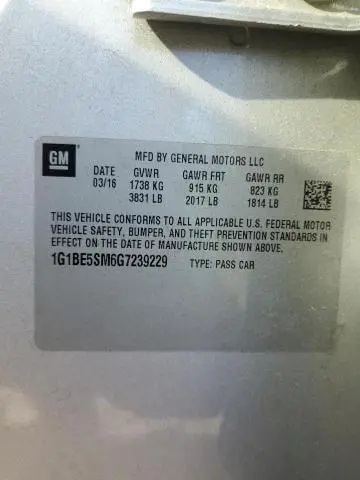 GM
MFD BY GENERAL MOTORS LLC
DATE GVWR GAWR FRT GAWR RR
03/16 1738 KG 915 KG 823 KG
3831 LB 2017 LB 1814 LB
THIS VEHICLE CONFORMS TO ALL APPLICABLE U.S. FEDERAL MOTOR
VEHICLE SAFETY, BUMPER, AND THEFT PREVENTION STANDARDS IN
EFFECT ON THE DATE OF MANUFACTURE SHOWN ABOVE.
1G1BE5SM6G7239229 TYPE: PASS CAR